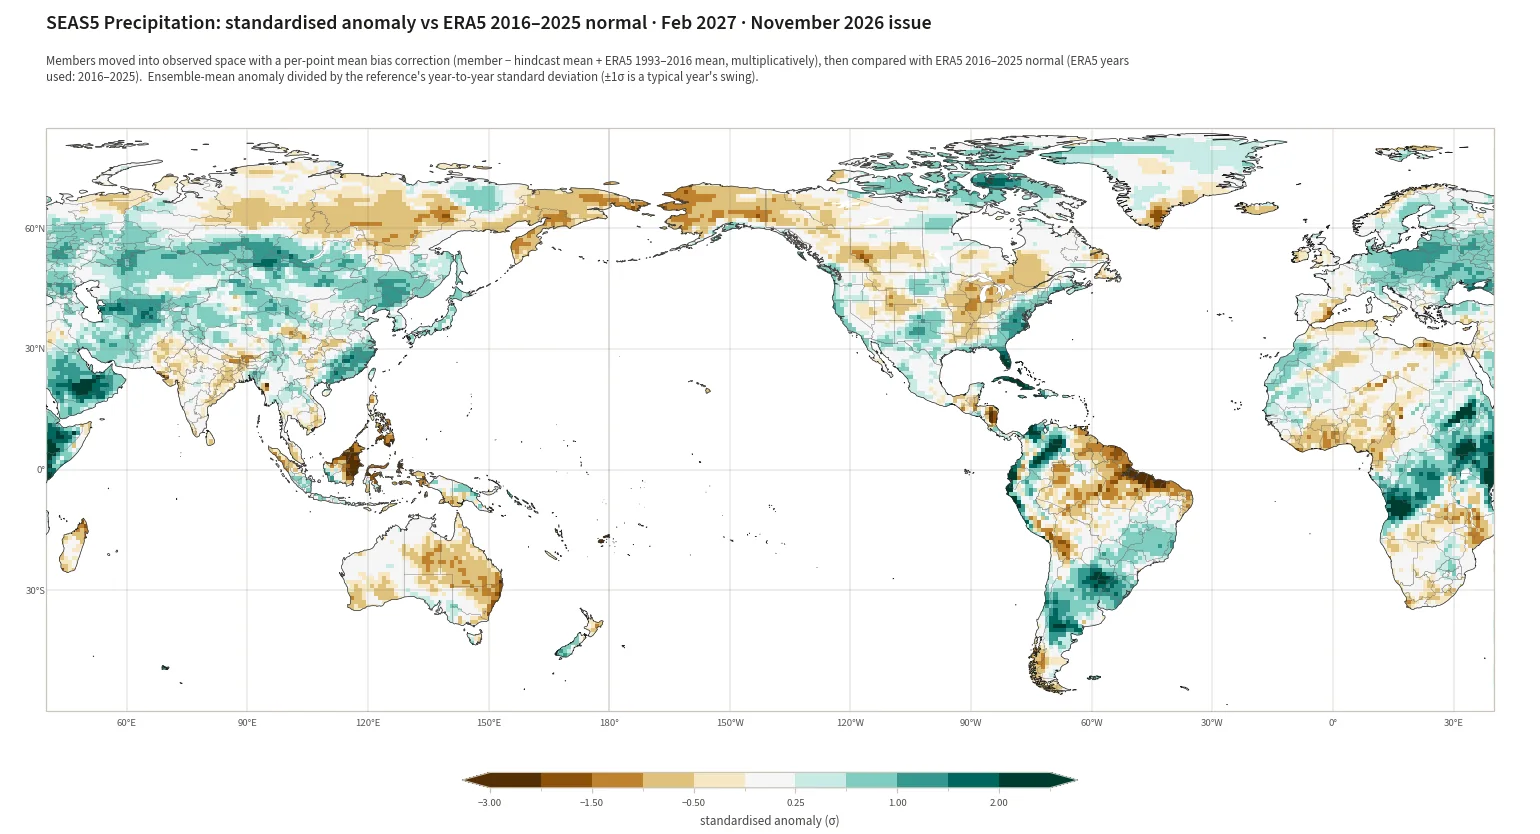 SEAS5 Precipitation: standardised anomaly vs ERA5 2016–2025 normal · Feb 2027 · November 2026 issue
Members moved into observed space with a per-point mean bias correction (member − hindcast mean + ERA5 1993–2016 mean, multiplicatively), then compared with ERA5 2016–2025 normal (ERA5 years
used: 2016–2025). Ensemble-mean anomaly divided by the reference's year-to-year standard deviation (±1σ is a typical year's swing).
60°N
30°N
0°
30°S
60°E 90°E 120°E 150°E 180° 150°W 120°W 90°W 60°W 30°W 0° 30°E
−3.00 −1.50 −0.50 0.25 1.00 2.00
standardised anomaly (σ)